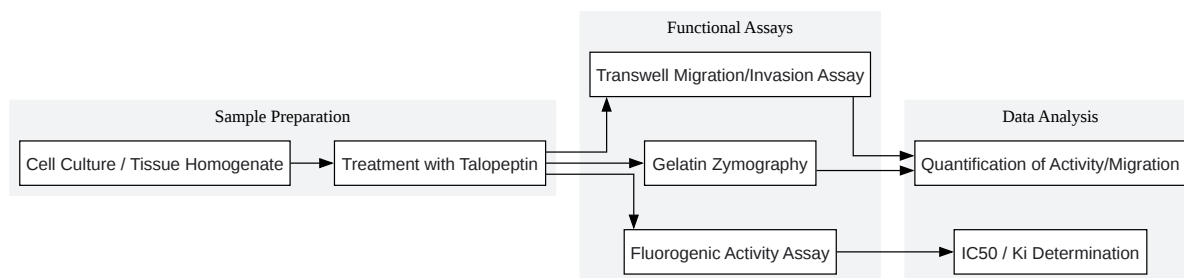 Functional Assays
Transwell Migration/Invasion Assay
Sample Preparation
Data Analysis
Cell Culture / Tissue Homogenate
Treatment with Talopeptin
Gelatin Zymography
Quantification of Activity/Migration
Fluorogenic Activity Assay
IC50 / Ki Determination